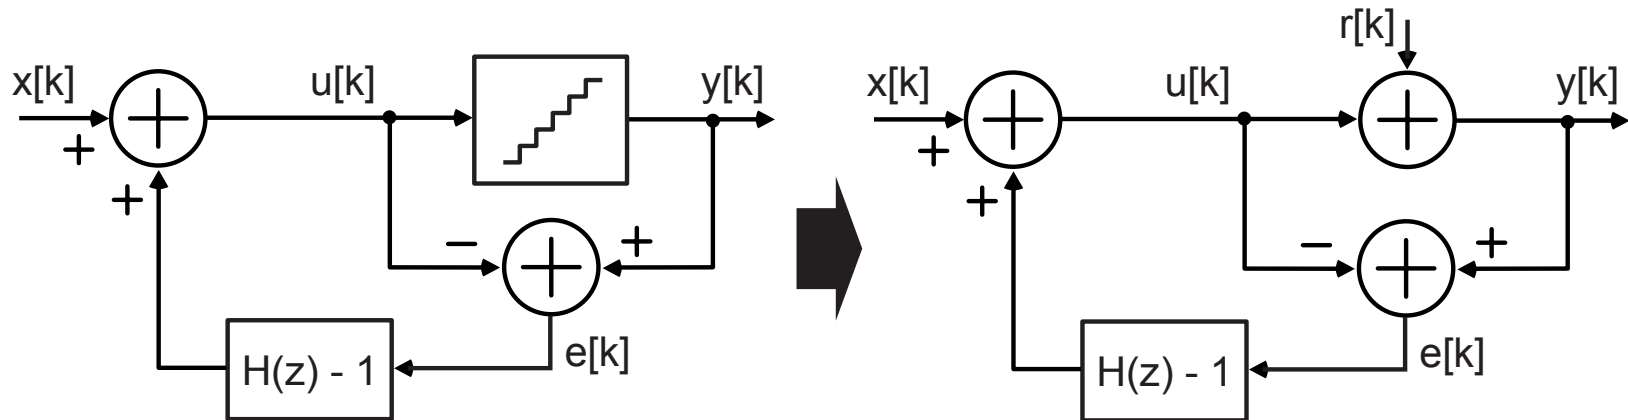 r[k]
x[k] u[k] y[k] x[k] u[k] y[k]
+ +
+ +
− + − +
H(z) - 1 e[k] H(z) - 1 e[k]